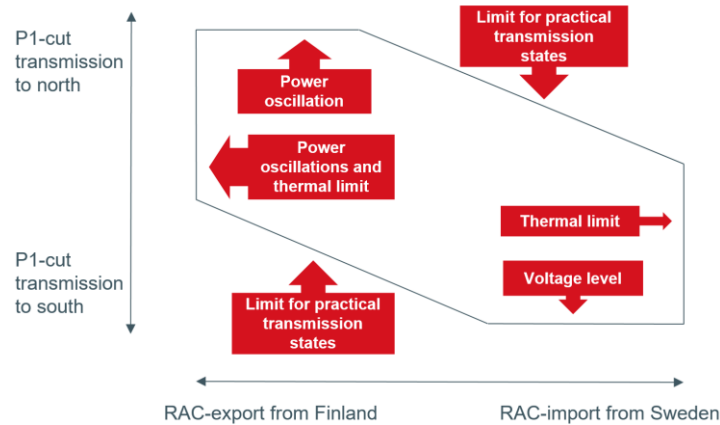 P1-cut
transmission
to north
Limit for practical
transmission
states
Power
oscillation
Power
oscillations and
thermal limit
Thermal limit
P1-cut
transmission
to south
Voltage level
Limit for practical
transmission
states
RAC-export from Finland
RAC-import from Sweden